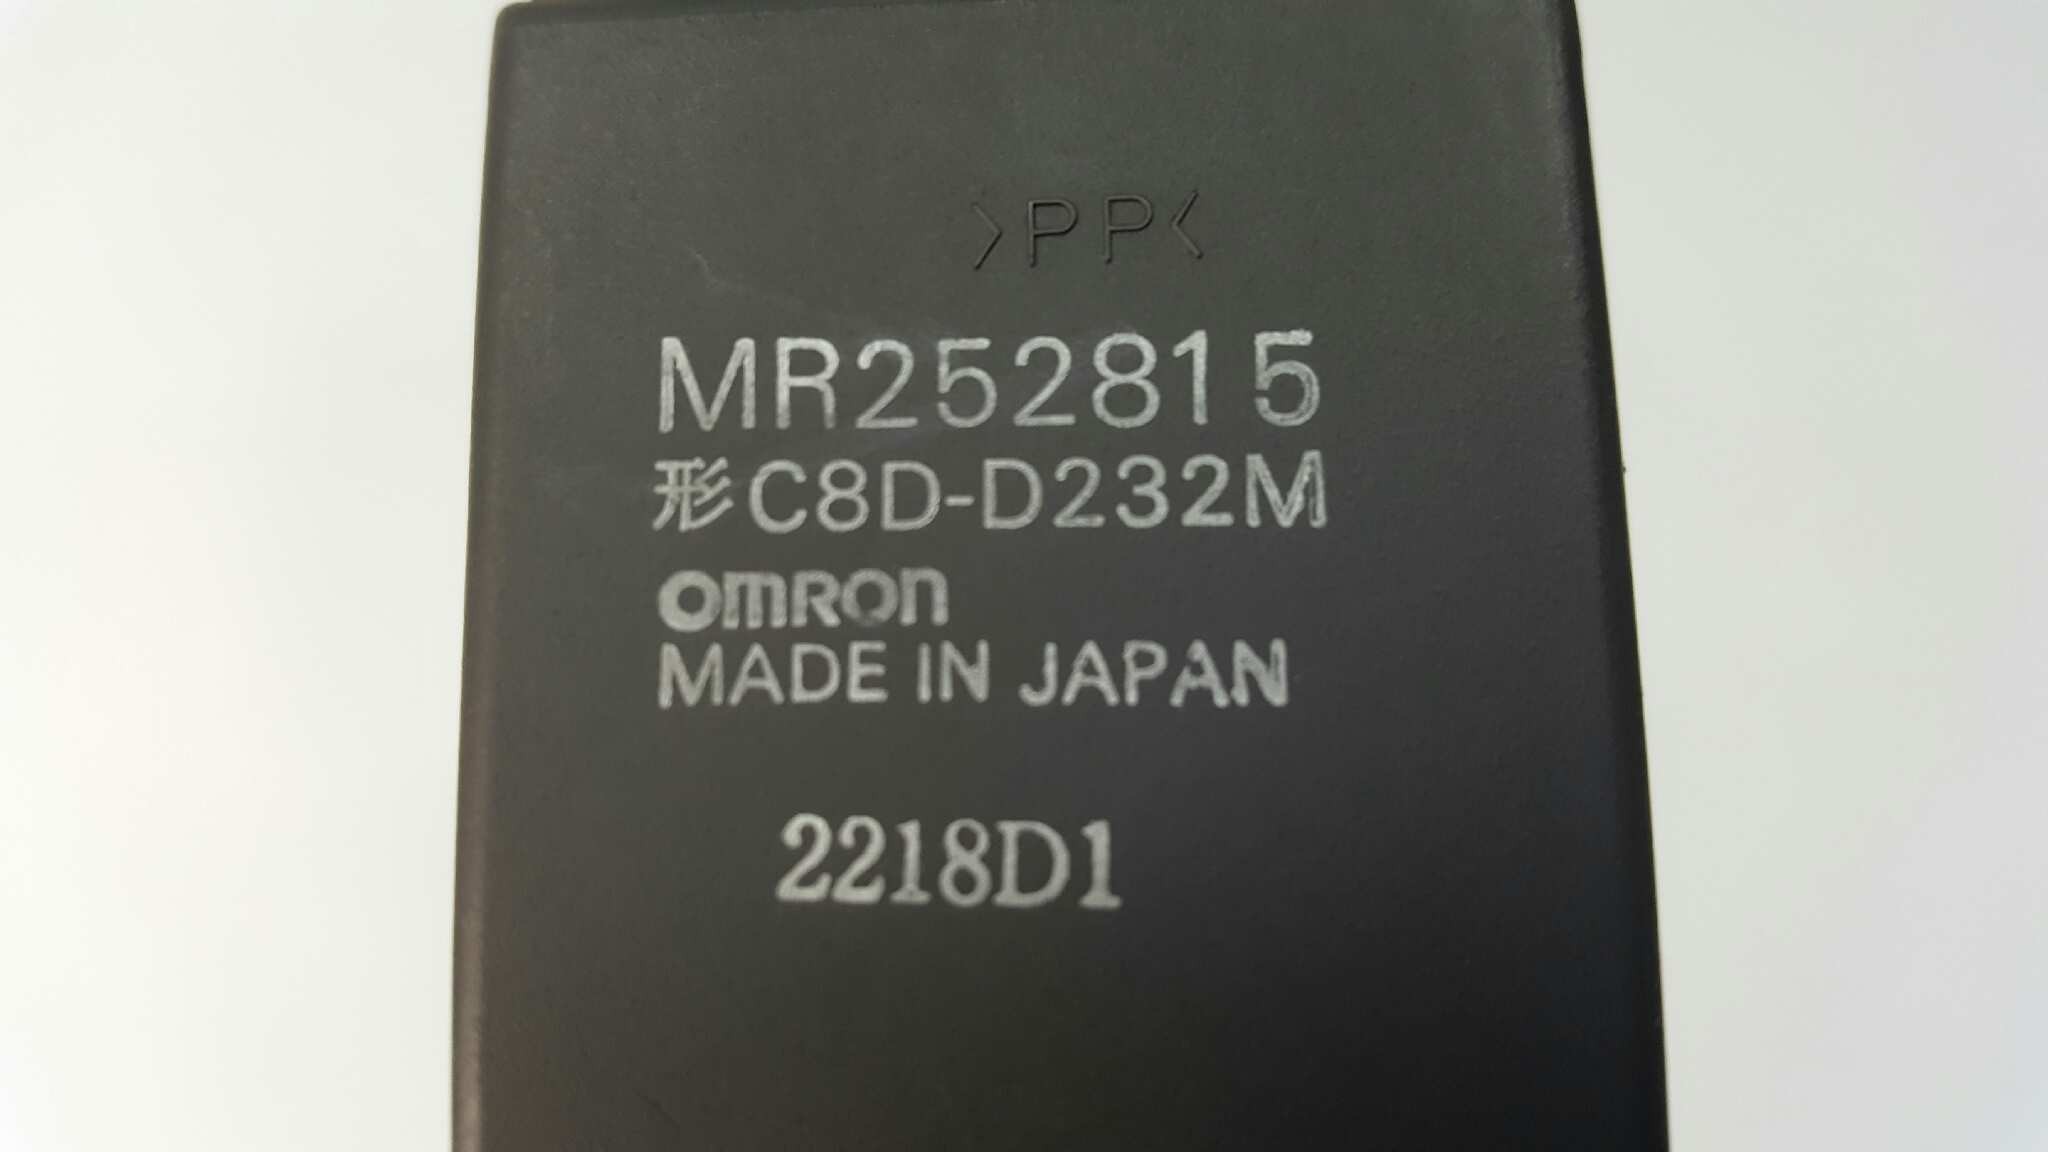 >PP<
MR252815
形C8D-D232M
omRon
MADE IN JAPAN
2218D1